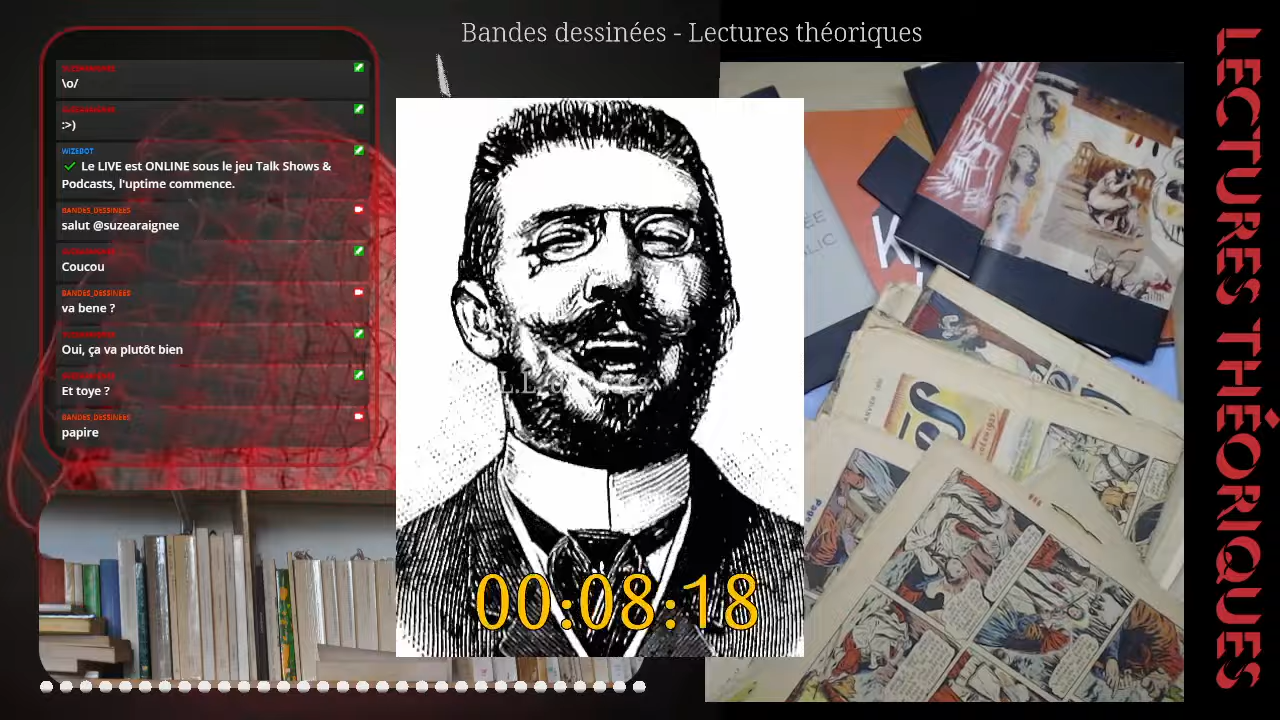 Bandes dessinées - Lectures théoriques
\o/
:>)
WIZEBOT
Le LIVE est ONLINE sous le jeu Talk Shows &
Podcasts, l'uptime commence.
BANDES_DESSINEES
salut @suzearaignee
Coucou
BANDES_DESSINEES
va bene ?
Oui, ça va plutôt bien
Et toye ?
BANDES_DESSINEES
papire
00:08:18
LECTURES THÉORIQUES